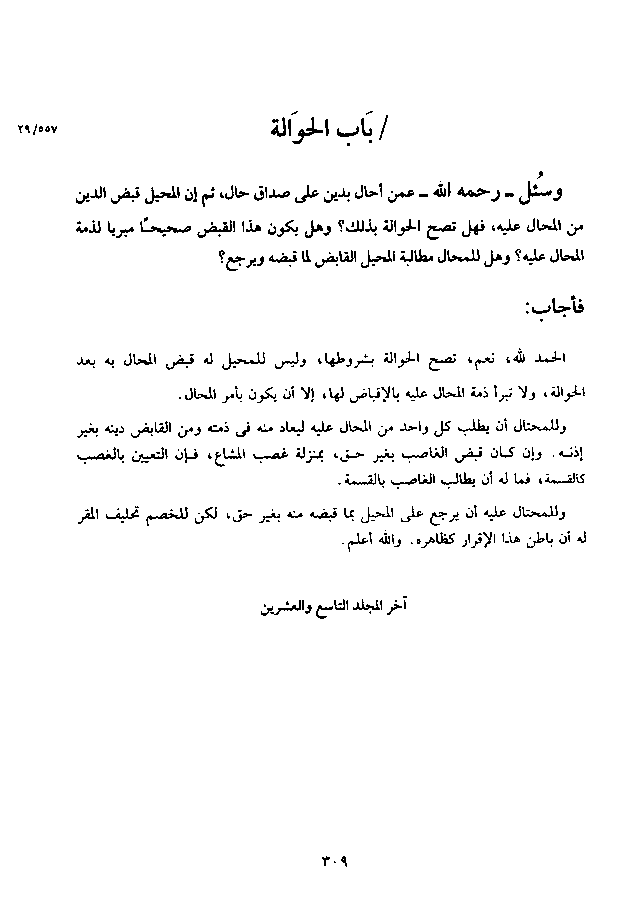 ٢٩/٥٥٧
/ بَاب الحوَالة
وسُئل ــ رحمه الله ــ عمن أحال بدين على صداق حال، ثم إن المحيل قبض الدين
من المحال عليه، فهل تصح الحوالة بذلك؟ وهل يكون هذا القبض صحيحًا مبريا لذمة
المحال عليه؟ وهل للمحال مطالبة المحيل القابض لما قبضه ويرجع؟
فأجاب:
الحمد لله، نعم، تصح الحوالة بشروطها، وليس للمحيل له قبض المحال به بعد
الحوالة، ولا تبرأ ذمة المحال عليه بالإقباض لها، إلا أن يكون بأمر المحال.
وللمحتال أن يطلب كل واحد من المحال عليه ليعاد منه فى ذمته ومن القابض دينه بغير
إذنه. وإن كان قبض الغاصب بغير حق، بمنزلة غصب المشاع، فإن التعيين بالغصب
كالقسمة، فما له أن يطالب الغاصب بالقسمة.
وللمحتال عليه أن يرجع على المحيل بما قبضه منه بغير حق، لكن للخصم تحليف المقر
له أن باطن هذا الإقرار كظاهره. والله أعلم.
آخر المجلد التاسع والعشرين
٣٠٩